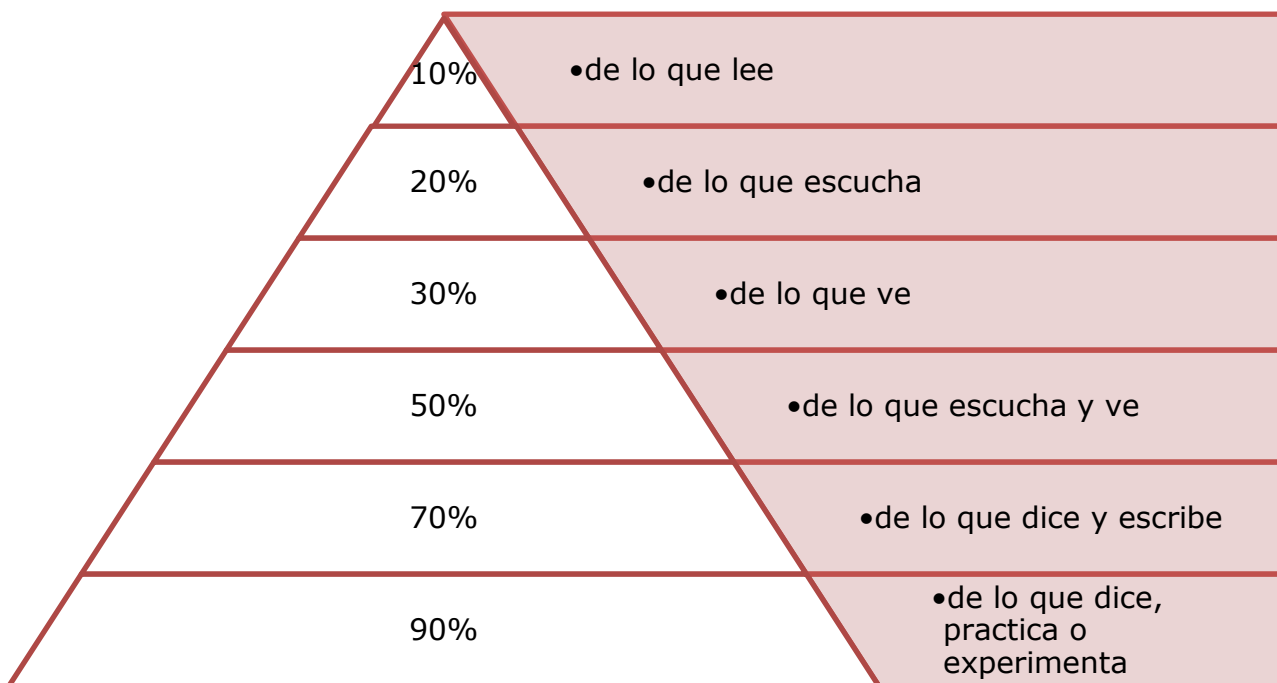 10%
•de lo que lee
20%
•de lo que escucha
30%
•de lo que ve
50%
•de lo que escucha y ve
70%
•de lo que dice y escribe
90%
•de lo que dice,
practica o
experimenta